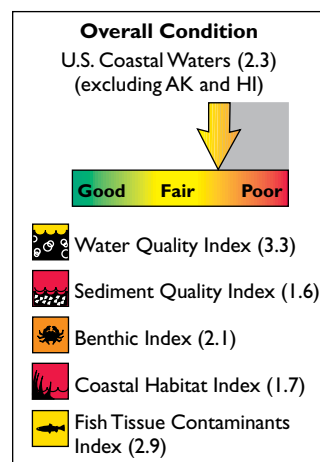 Overall Condition
U.S. Coastal Waters (2.3)
(excluding AK and HI)
Good Fair Poor
Water Quality Index (3.3)
Sediment Quality Index (1.6)
Benthic Index (2.1)
Coastal Habitat Index (1.7)
Fish Tissue Contaminants
Index (2.9)